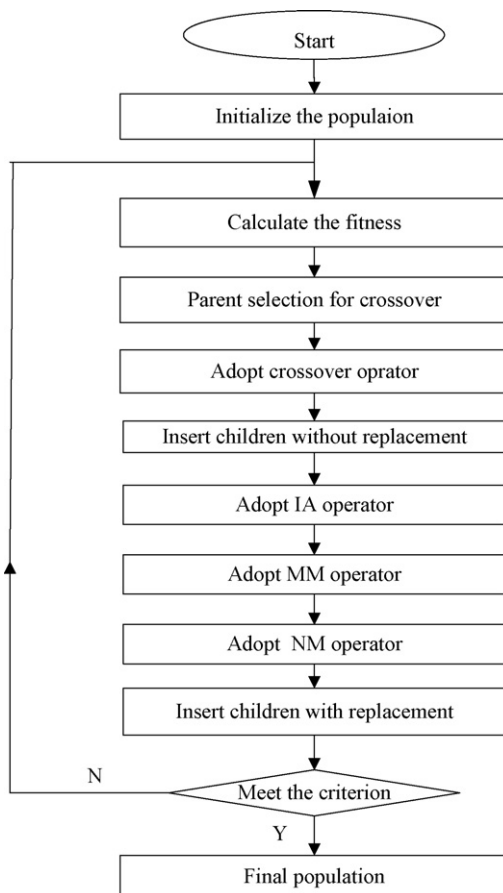 Start
Initialize the populaion
Calculate the fitness
Parent selection for crossover
Adopt crossover oprator
Insert children without replacement
Adopt IA operator
Adopt MM operator
Adopt NM operator
Insert children with replacement
N
Meet the criterion
Y
Final population